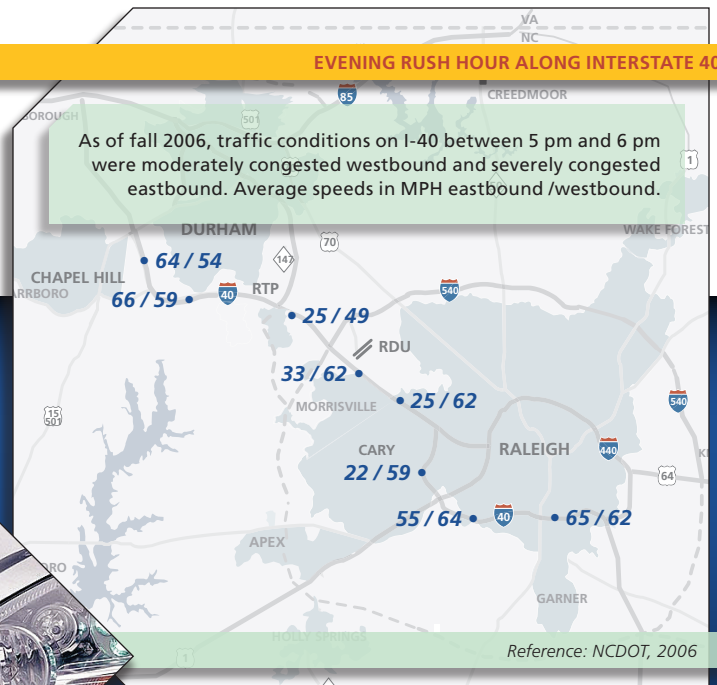 VA
NC
EVENING RUSH HOUR ALONG INTERSTATE 40
85
CREEDMOOR
BOROUGH
501
As of fall 2006, traffic conditions on I-40 between 5 pm and 6 pm
were moderately congested westbound and severely congested
eastbound. Average speeds in MPH eastbound /westbound.
1
WAKE FOREST
DURHAM
70
147
64 / 54
CHAPEL HILL
ARRBORO
66 / 59
40
RTP
540
25 / 49
RDU
33 / 62
MORRISVILLE
25 / 62
540
15
501
CARY
RALEIGH
440
22 / 59
64
55 / 64
40
65 / 62
APEX
ORO
GARNER
HOLLY SPRINGS
1
Reference: NCDOT, 2006